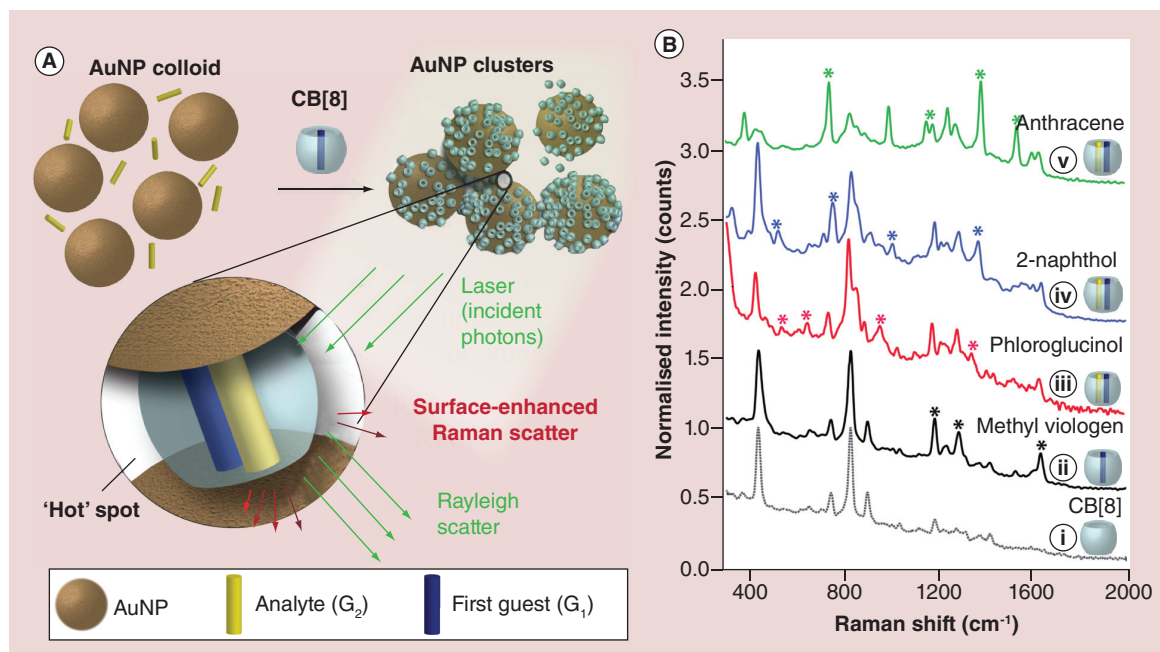 A
AuNP colloid
CB[8]
AuNP clusters
Laser
(incident
photons)
Surface-enhanced
Raman scatter
'Hot' spot
Rayleigh
scatter
AuNP
Analyte (G₂)
First guest (G₁)
B
Normalised intensity (counts)
3.5
3.0
2.5
2.0
1.5
1.0
0.5
0.0
* * * *
Anthracene
v
* * * * *
2-naphthol
iv
* * * *
Phloroglucinol
iii
* * *
Methyl viologen
ii
CB[8]
i
400 800 1200 1600 2000
Raman shift (cm⁻¹)